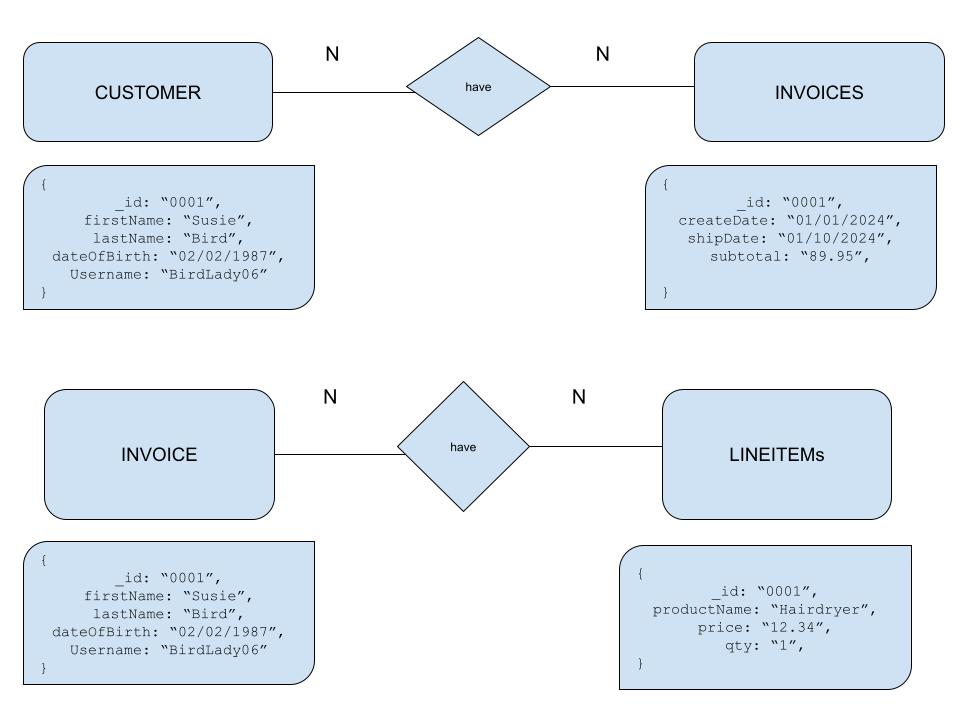 N
N
CUSTOMER
have
INVOICES
{
_id: “0001”,
firstName: “Susie”,
lastName: “Bird”,
dateOfBirth: “02/02/1987”,
Username: “BirdLady06”
}
{
_id: “0001”,
createDate: “01/01/2024”,
shipDate: “01/10/2024”,
subtotal: “89.95”,
}
N
N
INVOICE
have
LINEITEMs
{
_id: “0001”,
firstName: “Susie”,
lastName: “Bird”,
dateOfBirth: “02/02/1987”,
Username: “BirdLady06”
}
{
_id: “0001”,
productName: “Hairdryer”,
price: “12.34”,
qty: “1”,
}